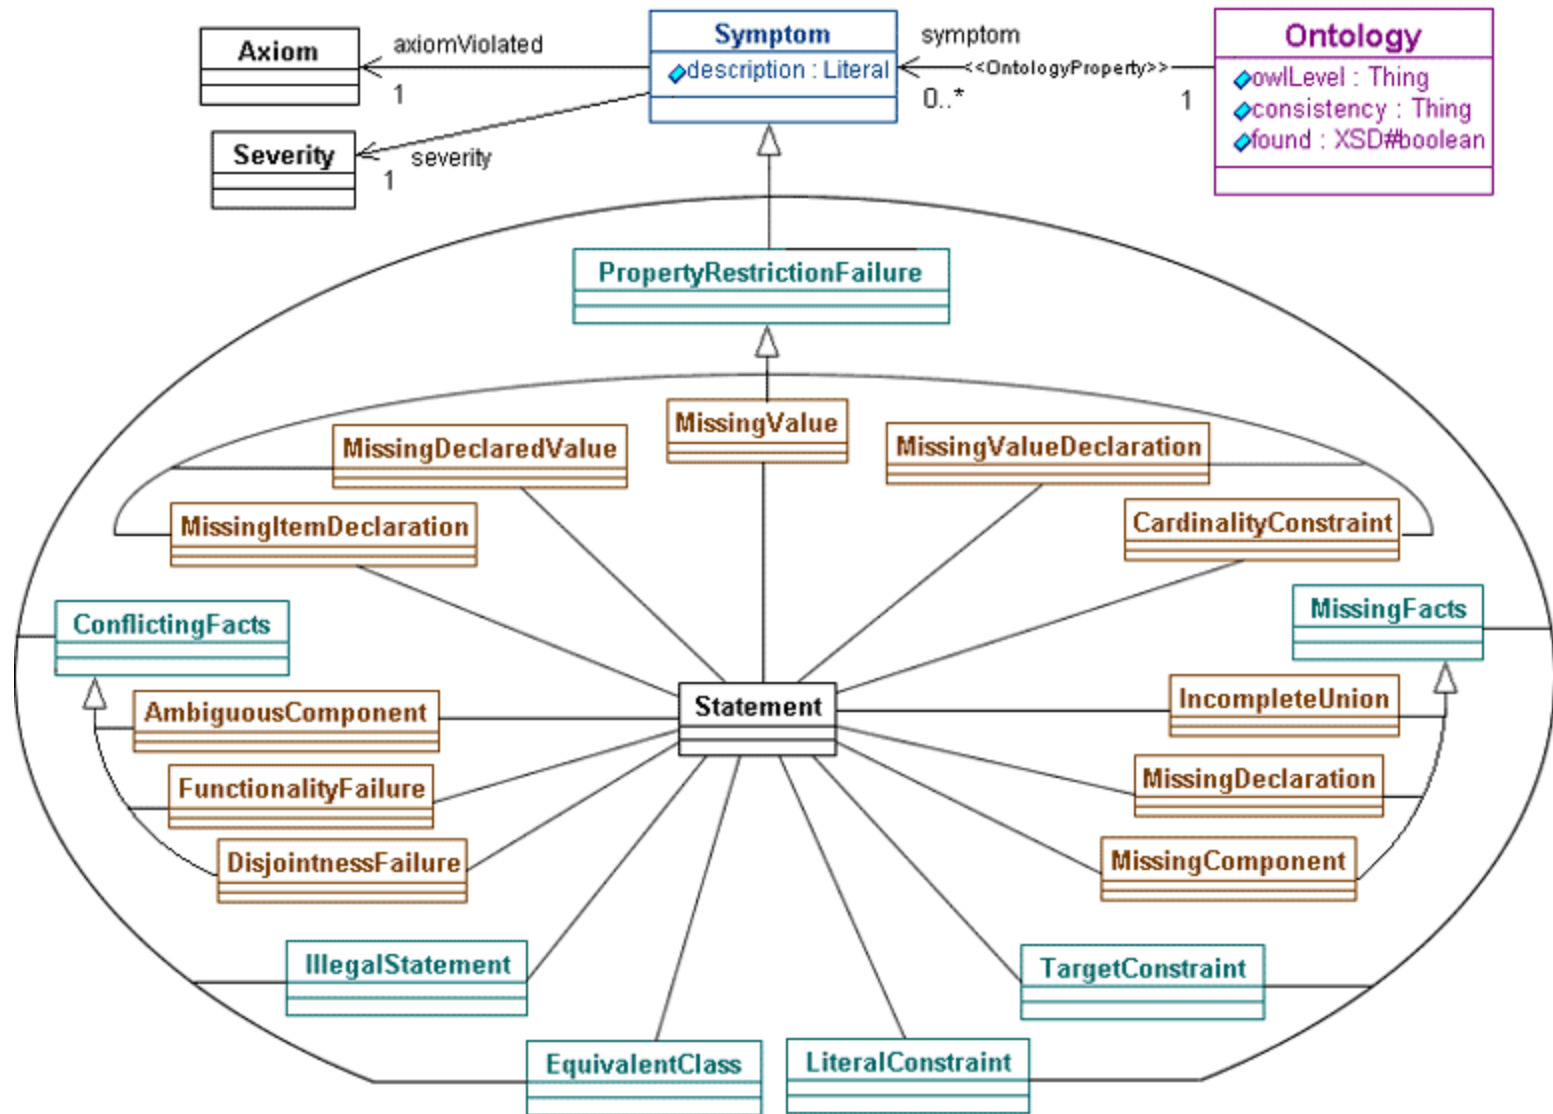 Axiom
axiomViolated
1
Symptom
description : Literal
symptom
<<OntologyProperty>>
0..*
1
Ontology
owlLevel : Thing
consistency : Thing
found : XSD#boolean
Severity
severity
1
PropertyRestrictionFailure
MissingValue
MissingDeclaredValue
MissingValueDeclaration
MissingItemDeclaration
CardinalityConstraint
ConflictingFacts
MissingFacts
AmbiguousComponent
Statement
IncompleteUnion
FunctionalityFailure
MissingDeclaration
DisjointnessFailure
MissingComponent
IllegalStatement
TargetConstraint
EquivalentClass
LiteralConstraint